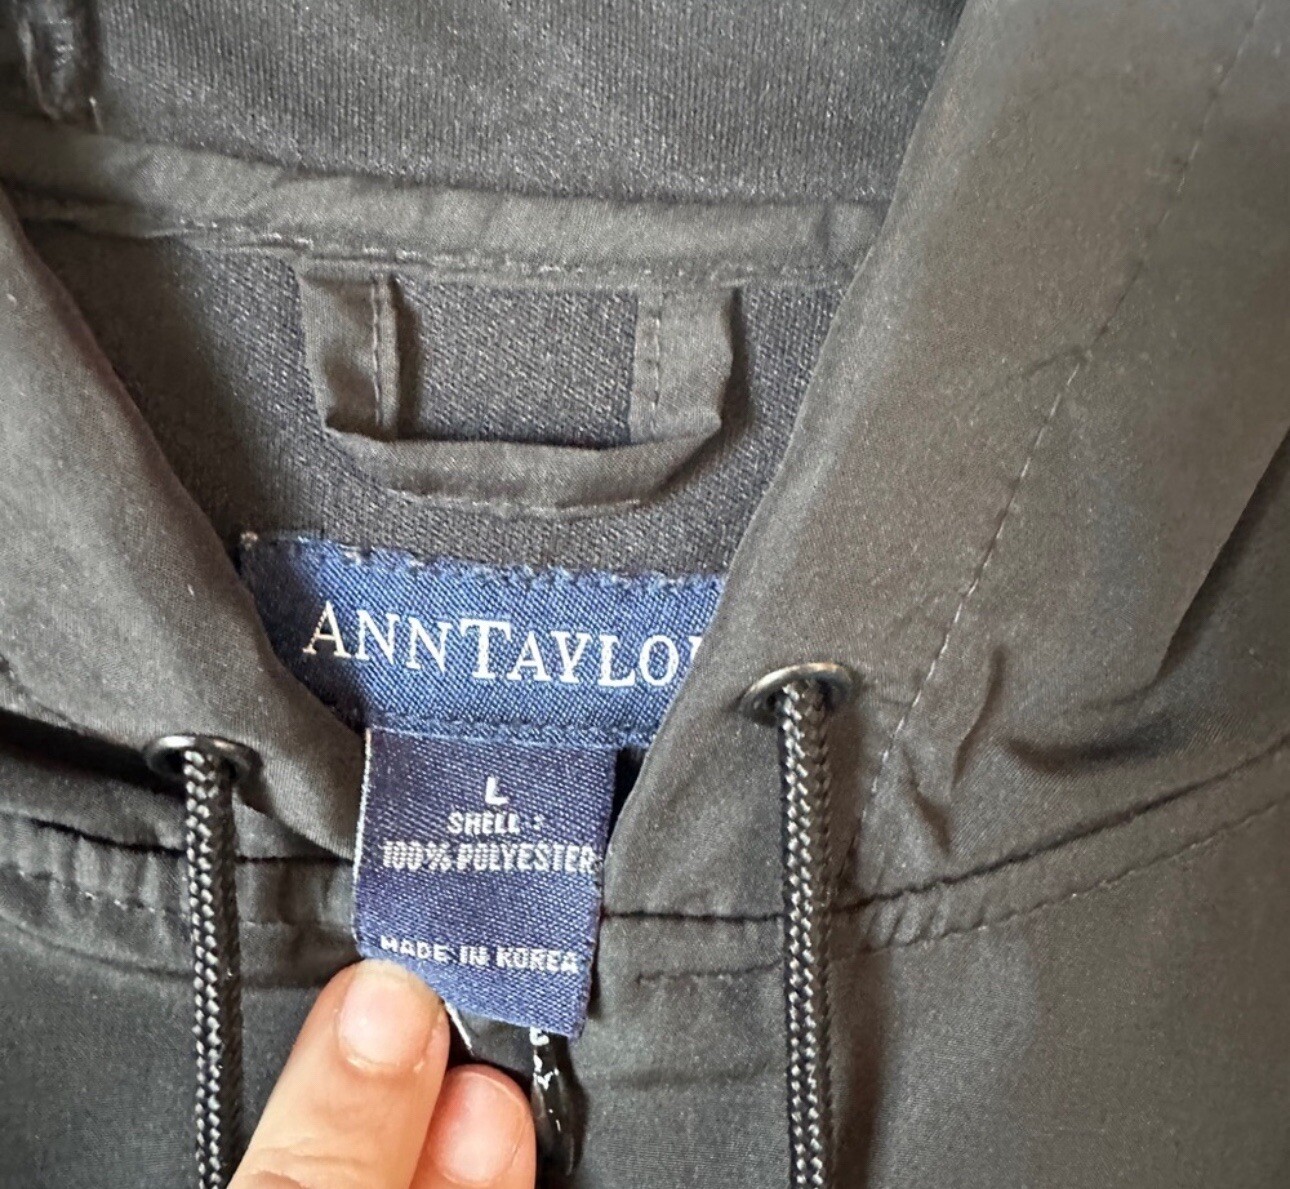 ANNTAYLO
L
SHELL:
100% POLYESTER
MADE IN KOREA